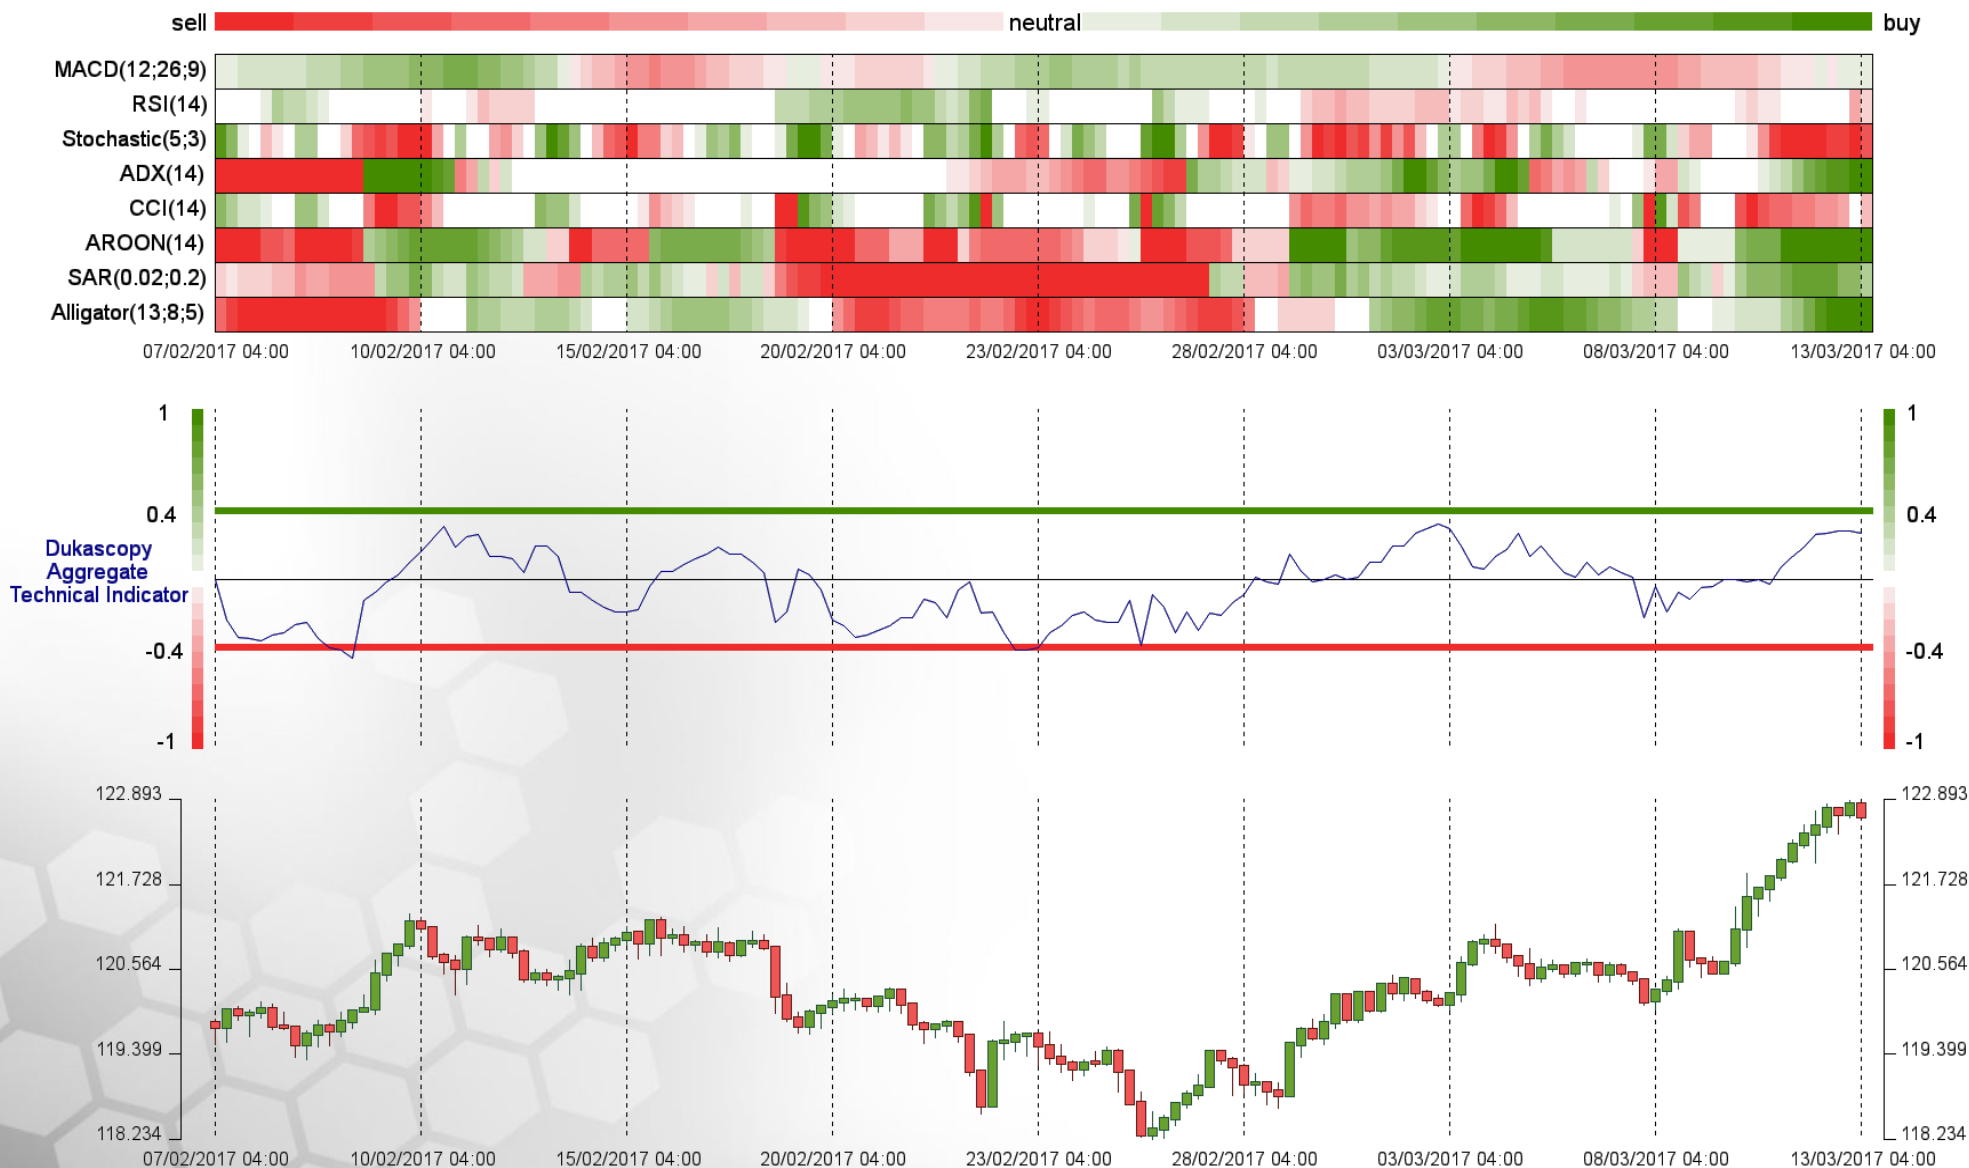 sell neutral buy
MACD(12;26;9)
RSI(14)
Stochastic(5;3)
ADX(14)
CCI(14)
AROON(14)
SAR(0.02;0.2)
Alligator(13;8;5)
07/02/2017 04:00 10/02/2017 04:00 15/02/2017 04:00 20/02/2017 04:00 23/02/2017 04:00 28/02/2017 04:00 03/03/2017 04:00 08/03/2017 04:00 13/03/2017 04:00
1 1
0.4 0.4
Dukascopy
Aggregate
Technical Indicator
-0.4 -0.4
-1 -1
122.893 122.893
121.728 121.728
120.564 120.564
119.399 119.399
118.234 118.234
07/02/2017 04:00 10/02/2017 04:00 15/02/2017 04:00 20/02/2017 04:00 23/02/2017 04:00 28/02/2017 04:00 03/03/2017 04:00 08/03/2017 04:00 13/03/2017 04:00